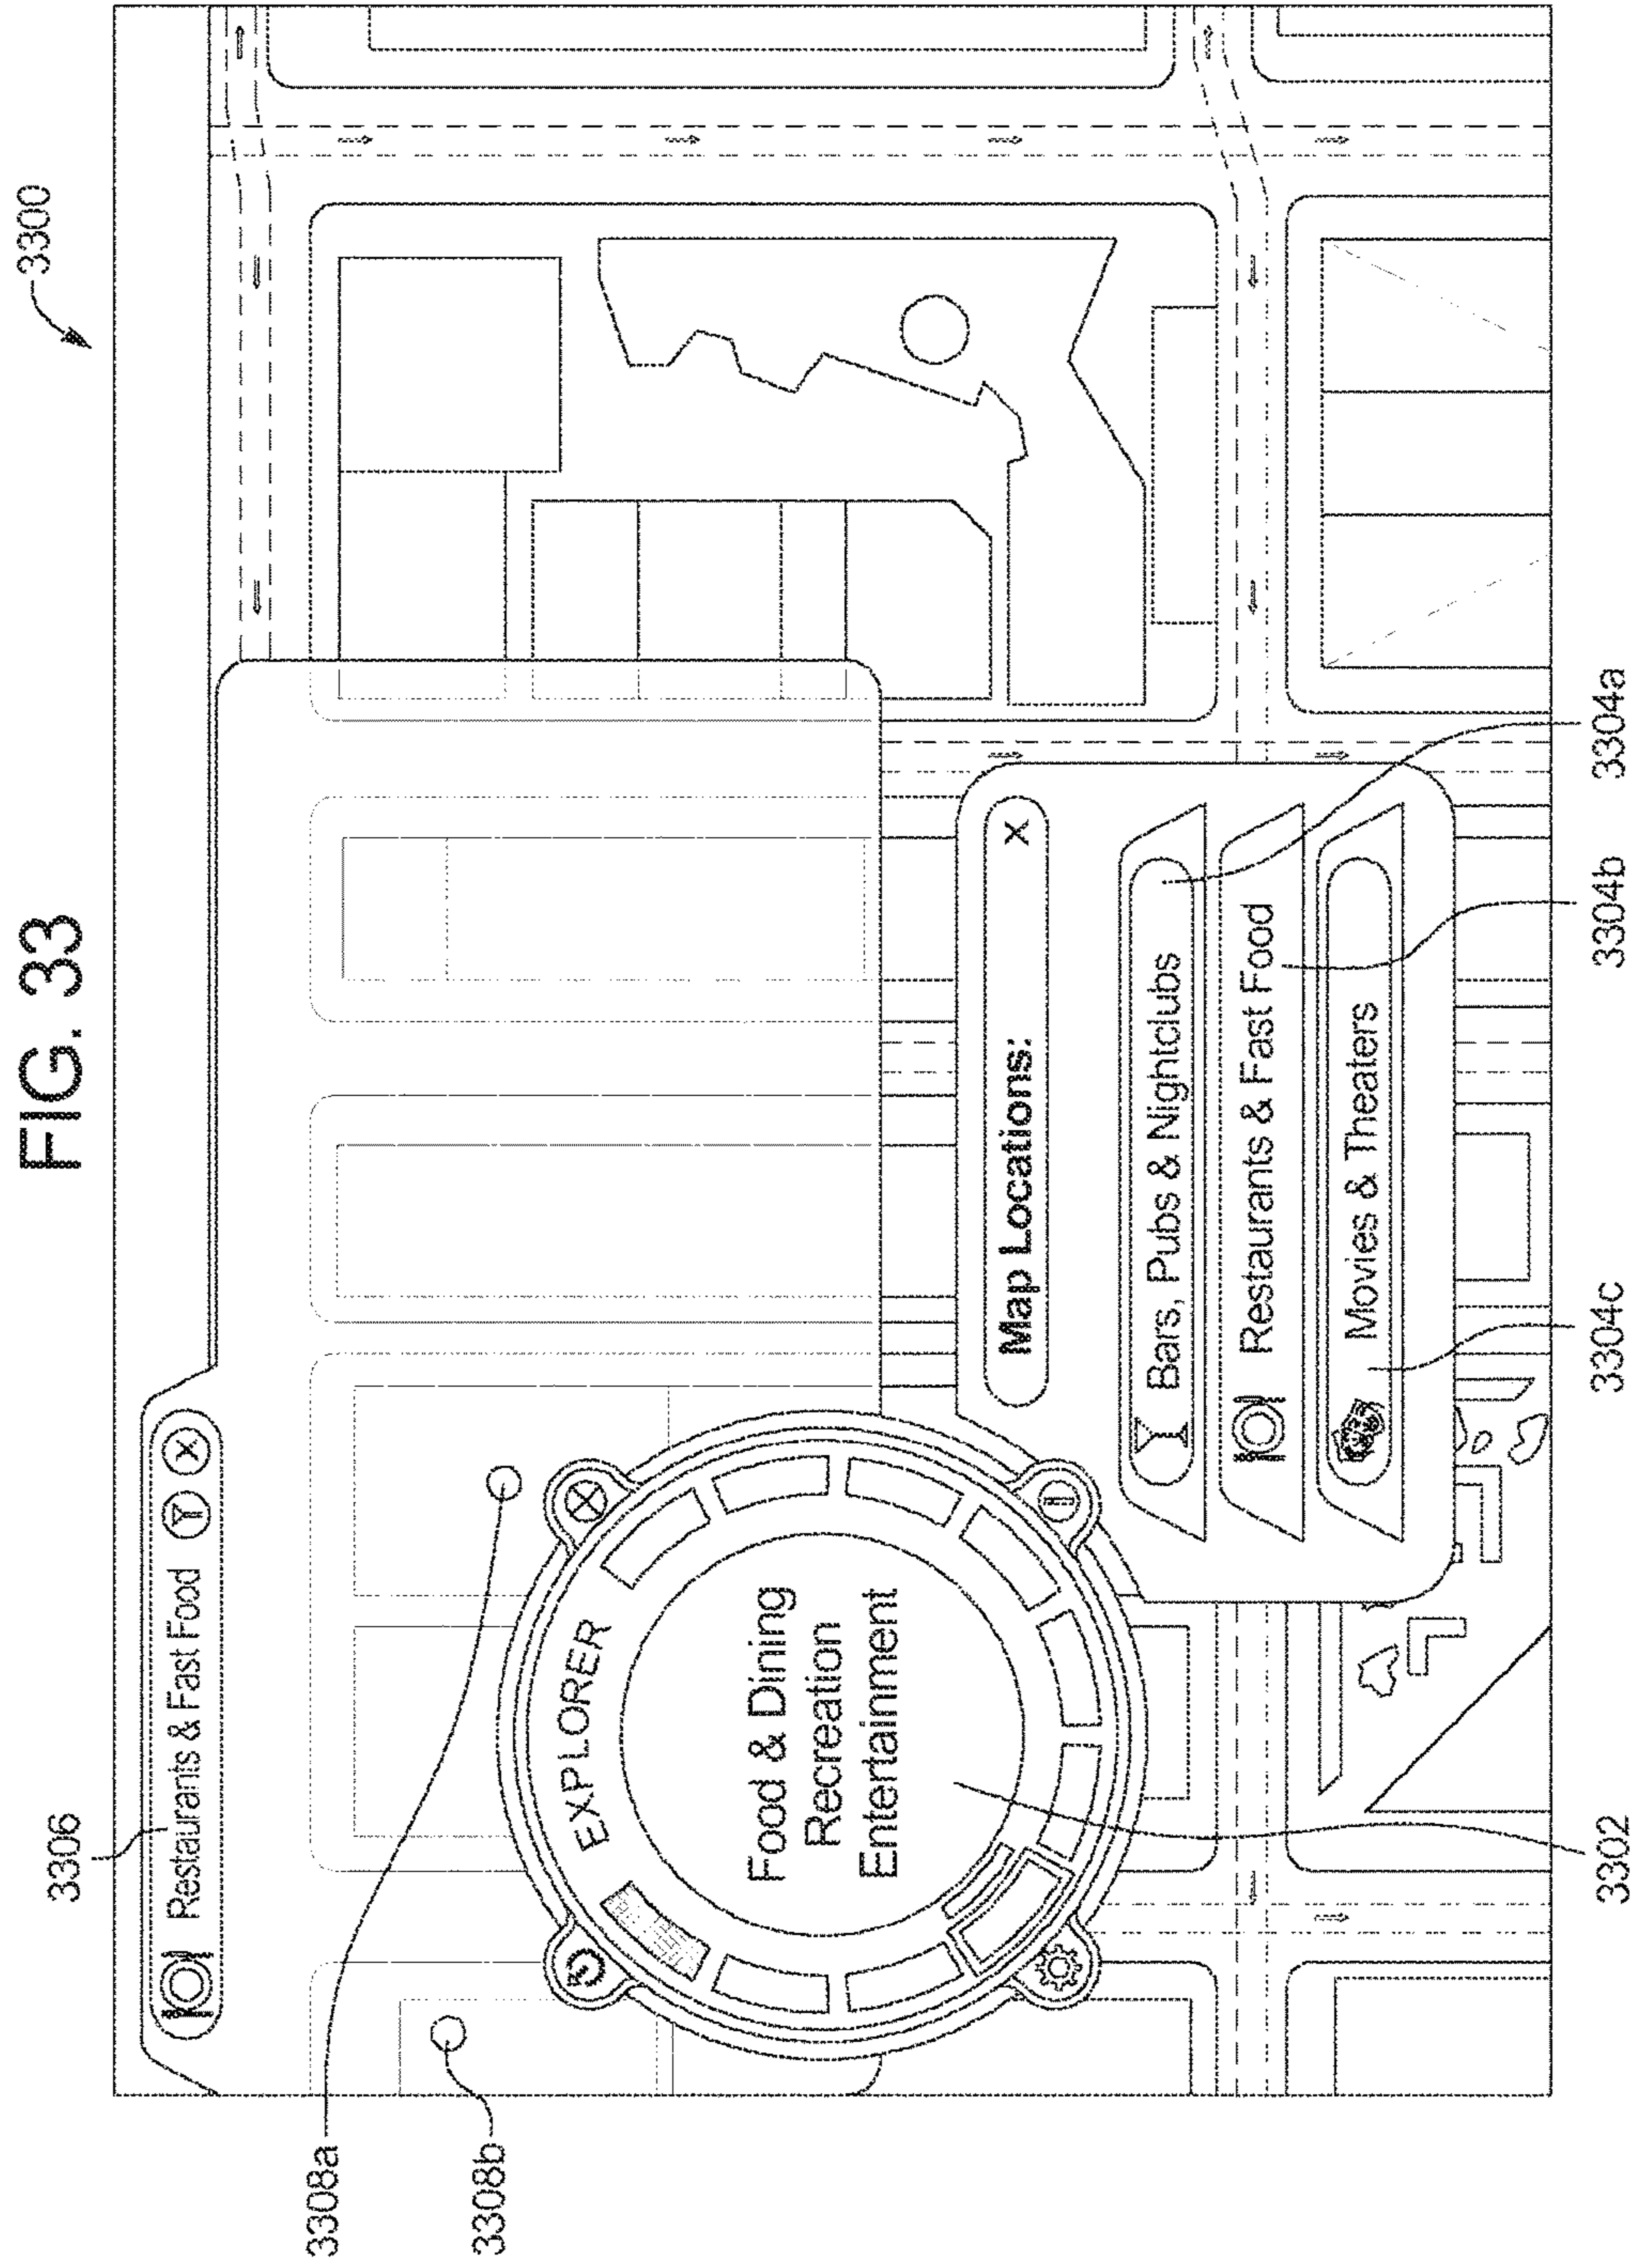 FIG. 33
3300
3306
Restaurants & Fast Food Y X
3308a
3308b
EXPLORER
Food & Dining
Recreation
Entertainment
Map Locations: X
Bars, Pubs & Nightclubs
Restaurants & Fast Food
Movies & Theaters
3302
3304c
3304b
3304a